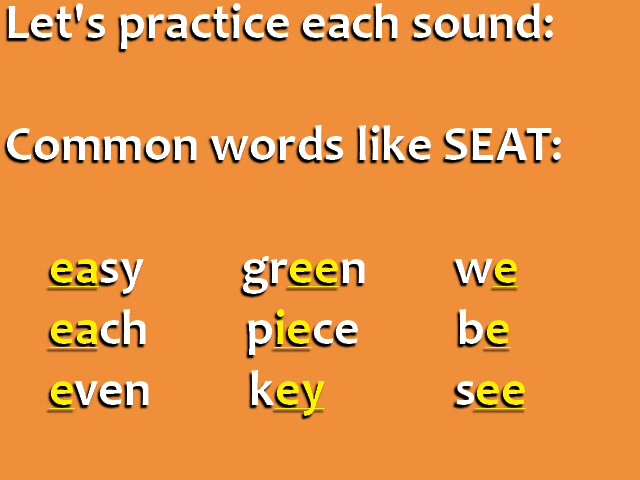 Let's practice each sound:
Common words like SEAT:
easy green we
each piece be
even key see